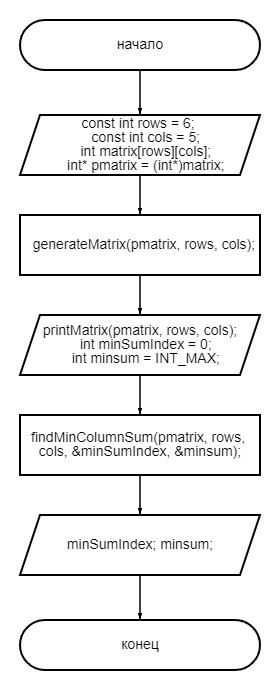 начало
const int rows = 6;
const int cols = 5;
int matrix[rows][cols];
int* pmatrix = (int*)matrix;
generateMatrix(pmatrix, rows, cols);
printMatrix(pmatrix, rows, cols);
int minSumIndex = 0;
int minsum = INT_MAX;
findMinColumnSum(pmatrix, rows,
cols, &minSumIndex, &minsum);
minSumIndex; minsum;
конец